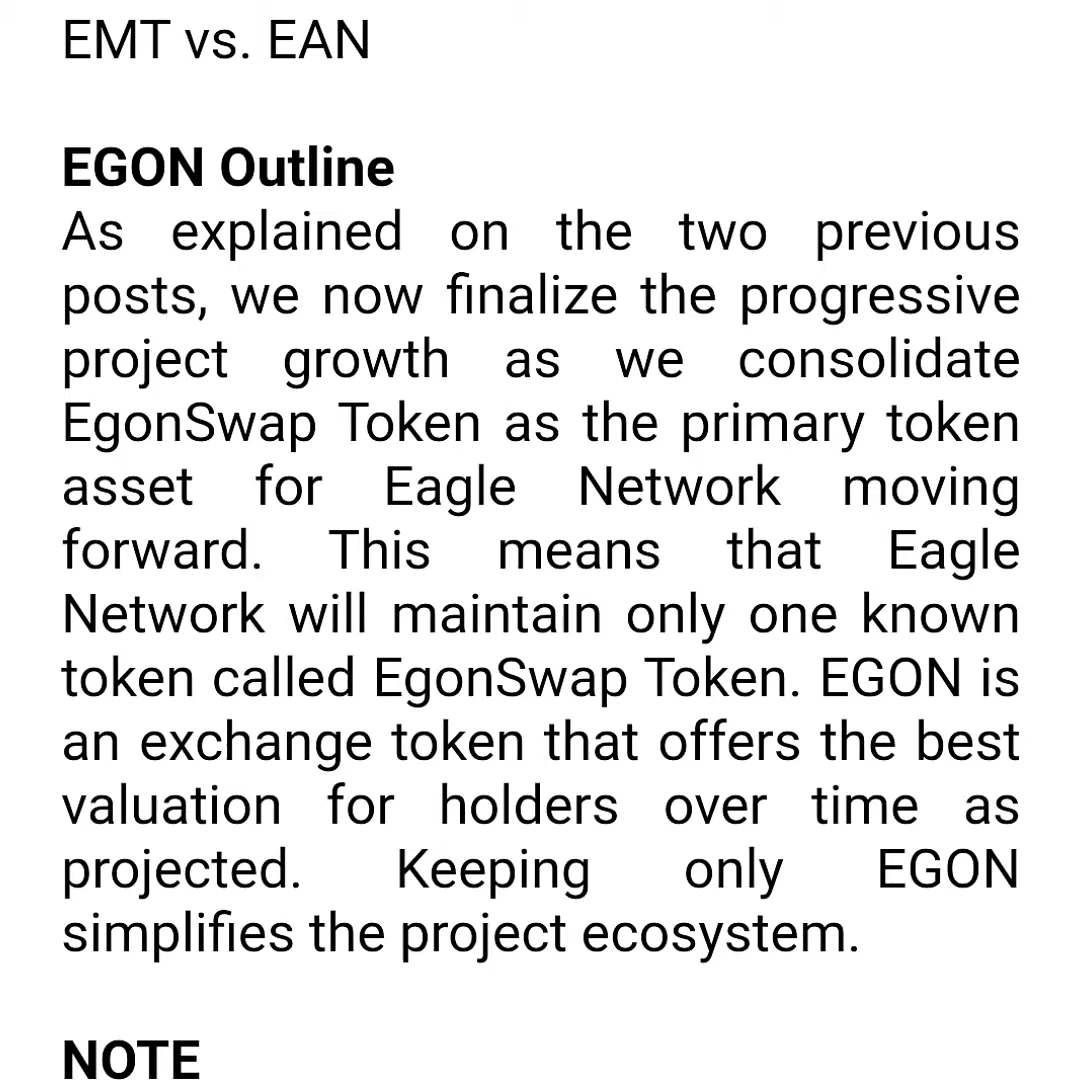 EMT vs. EAN
EGON Outline
As explained on the two previous
posts, we now finalize the progressive
project growth as we consolidate
EgonSwap Token as the primary token
asset for Eagle Network moving
forward. This means that Eagle
Network will maintain only one known
token called EgonSwap Token. EGON is
an exchange token that offers the best
valuation for holders over time as
projected. Keeping only EGON
simplifies the project ecosystem.
NOTE